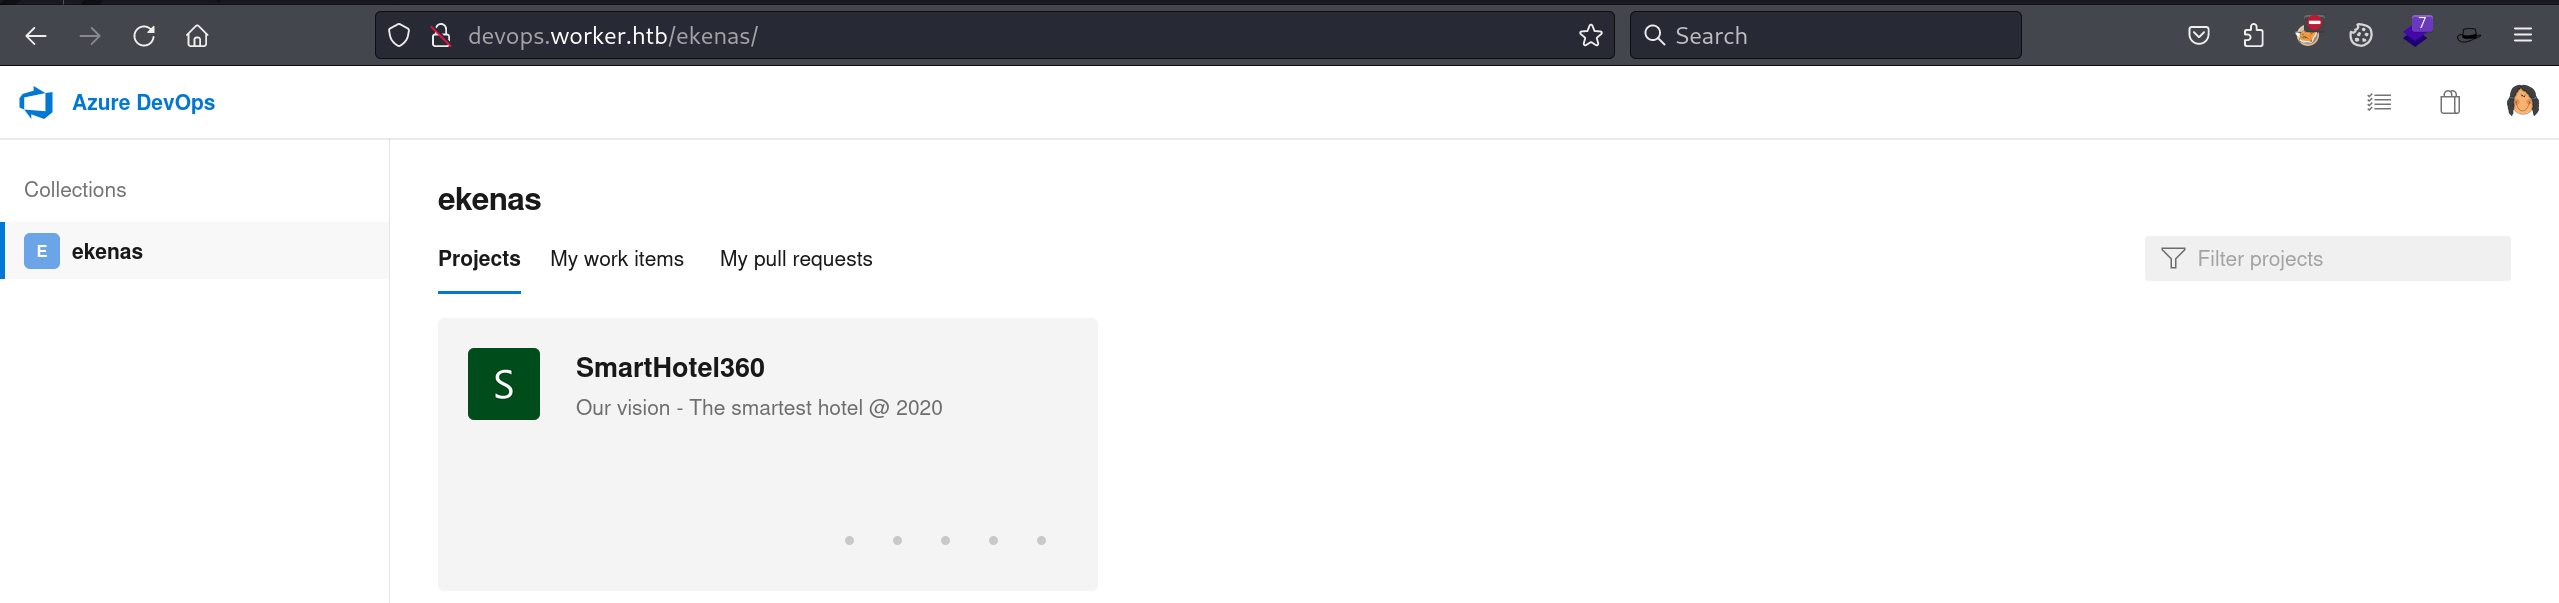 devops.worker.htb/ekenas/
Search
7
Azure DevOps
Collections
E ekenas
ekenas
Projects My work items My pull requests
Filter projects
S SmartHotel360
Our vision - The smartest hotel @ 2020